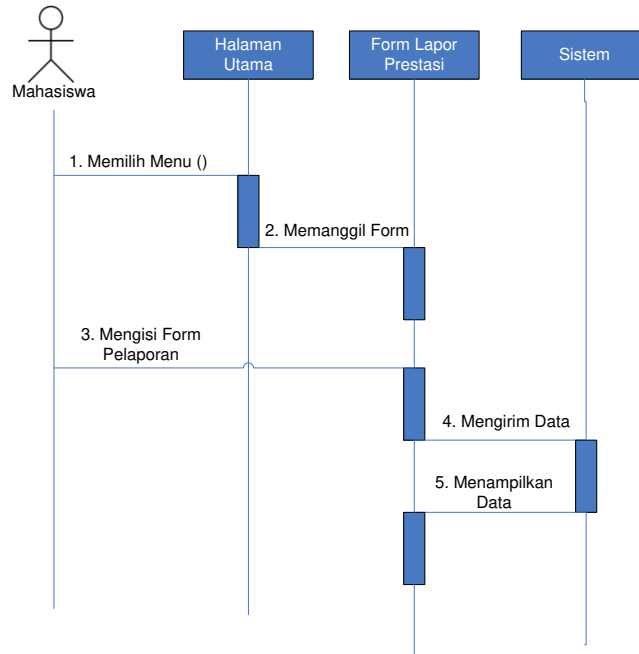 Halaman
Utama
Form Lapor
Prestasi
Sistem
Mahasiswa
1. Memilih Menu ()
2. Memanggil Form
3. Mengisi Form
Pelaporan
4. Mengirim Data
5. Menampilkan
Data